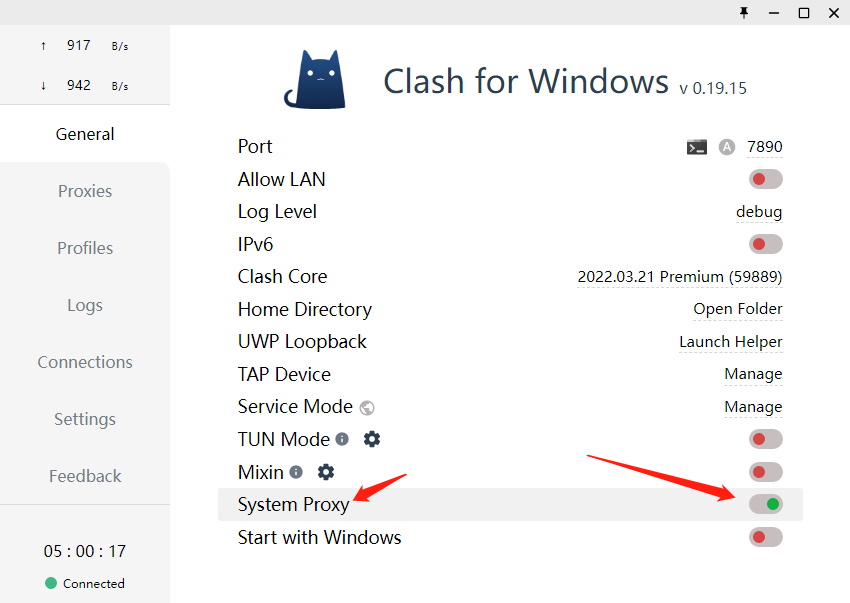 ↑ 917 B/s
↓ 942 B/s
General
Proxies
Profiles
Logs
Connections
Settings
Feedback
05 : 00 : 17
Connected
Clash for Windows v 0.19.15
Port A 7890
Allow LAN
Log Level debug
IPv6
Clash Core 2022.03.21 Premium (59889)
Home Directory Open Folder
UWP Loopback Launch Helper
TAP Device Manage
Service Mode Manage
TUN Mode
Mixin
System Proxy
Start with Windows